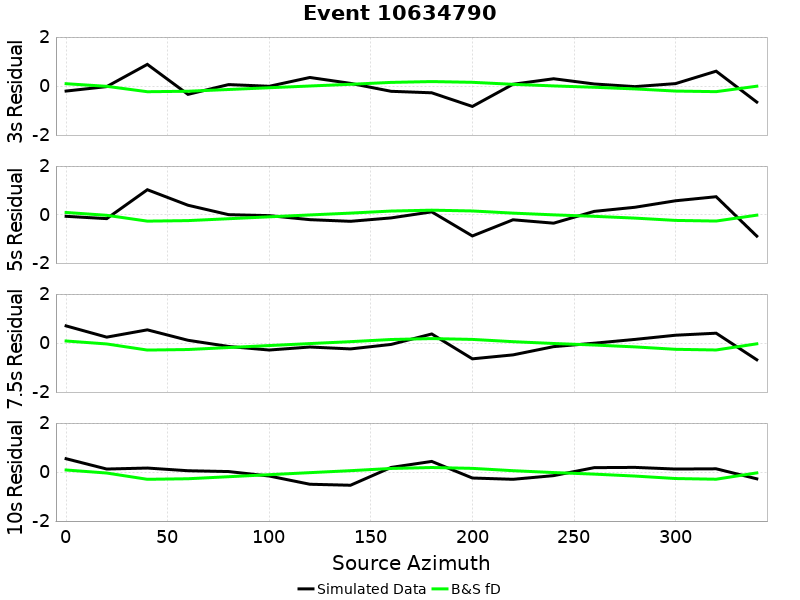 Event 10634790
3s Residual
2
0
-2
5s Residual
2
0
-2
7.5s Residual
2
0
-2
10s Residual
2
0
-2
0 50 100 150 200 250 300
Source Azimuth
Simulated Data B&S fD